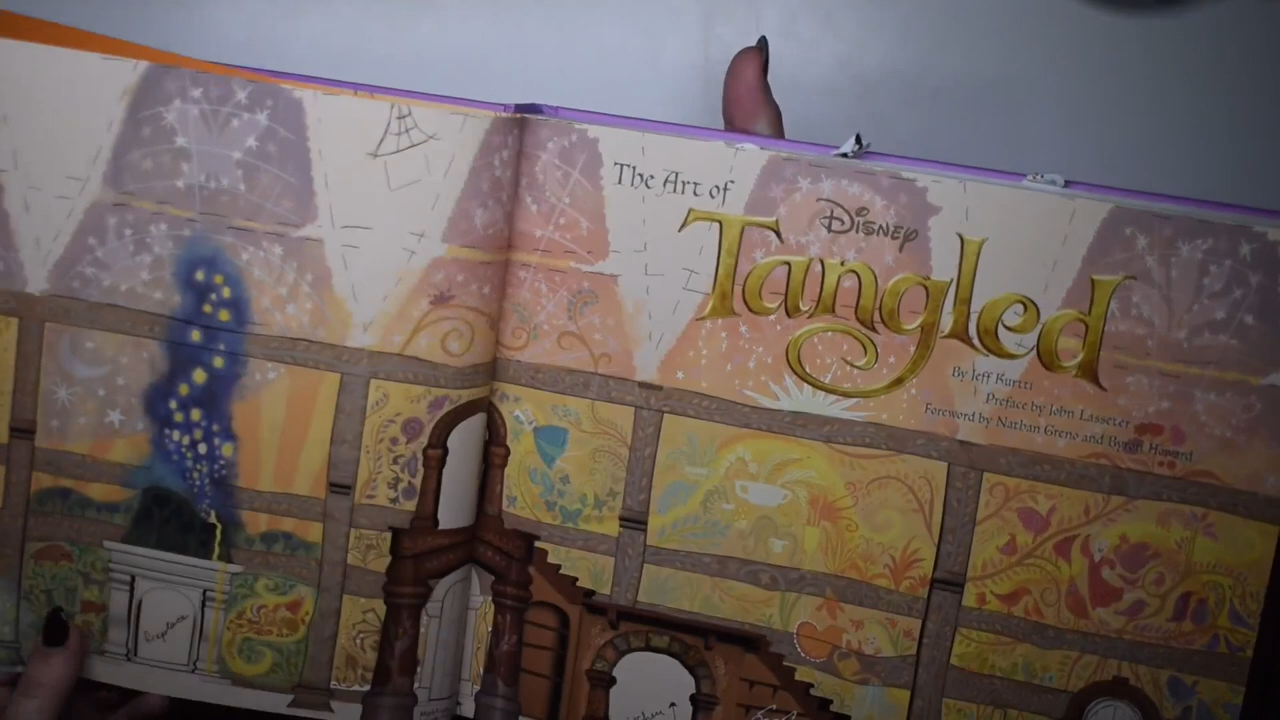 The Art of
DISNEY
Tangled
By Jeff Kurtti
Preface by John Lasseter
Foreword by Nathan Greno and Byron Howard
fireplace